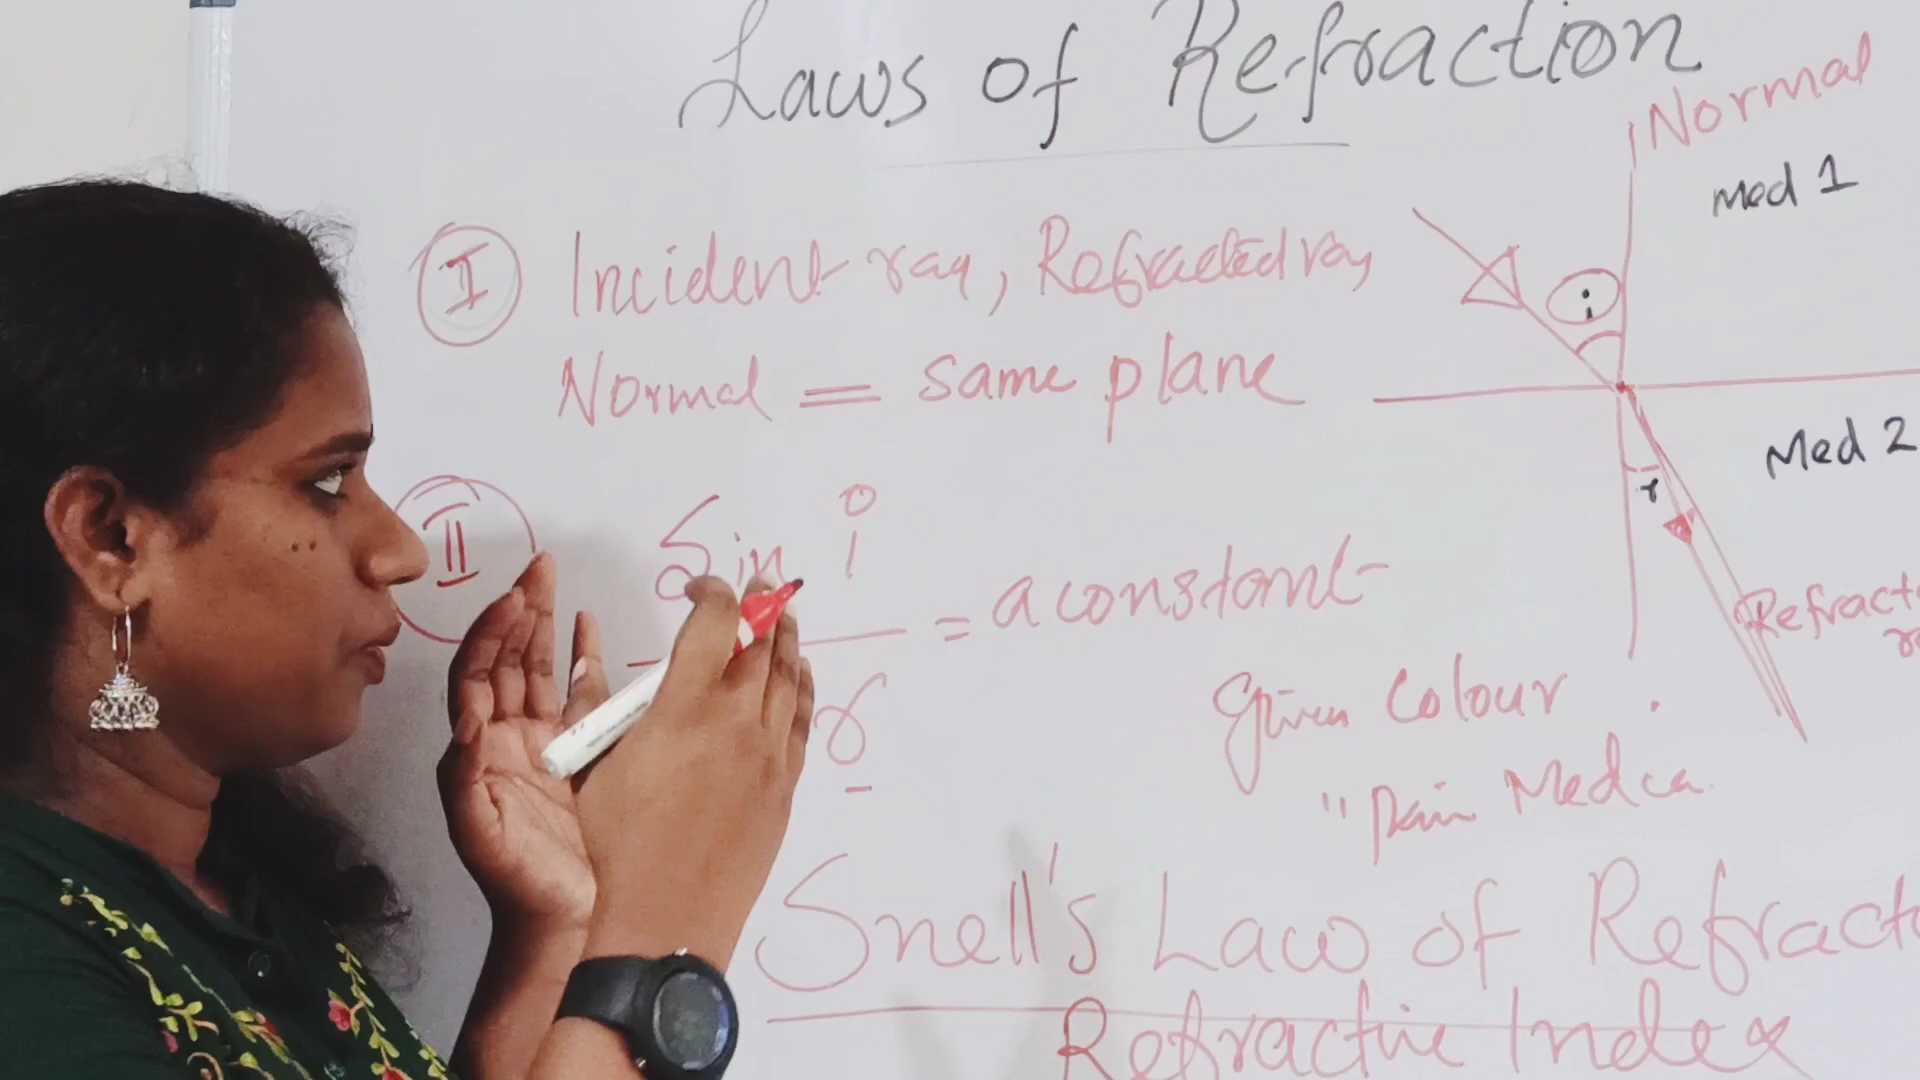 Laws of Refraction
I Incident ray, Refracted ray
Normal = same plane
II Sin i
= a constant
r
Given Colour
" Pair Media
Snell's Law of Refract
Refractive Index
Normal
Med 1
i
Med 2
r
Refract